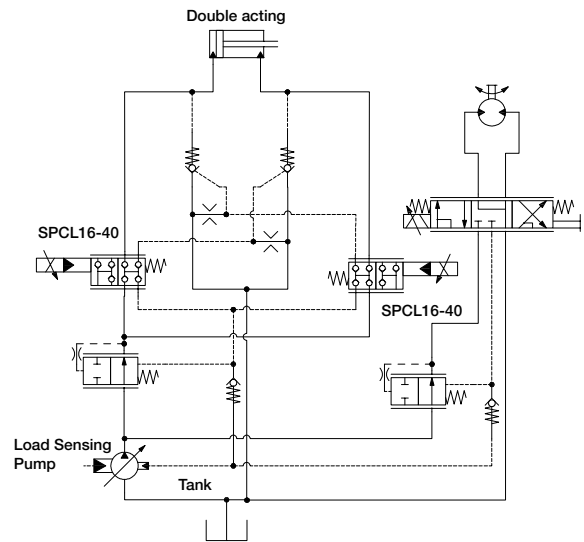 Double acting
SPCL16-40
SPCL16-40
Load Sensing
Pump
Tank